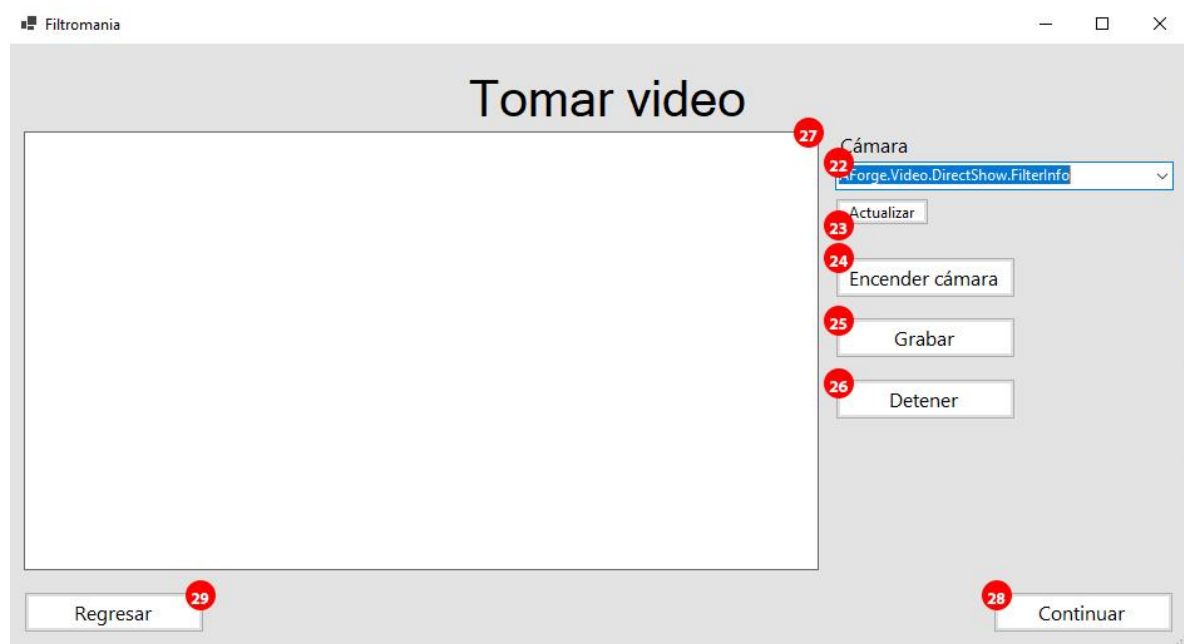 Filtromania
Tomar video
27
Cámara
22
AForge.Video.DirectShow.FilterInfo
Actualizar
23
24
Encender cámara
25
Grabar
26
Detener
Regresar
29
28
Continuar